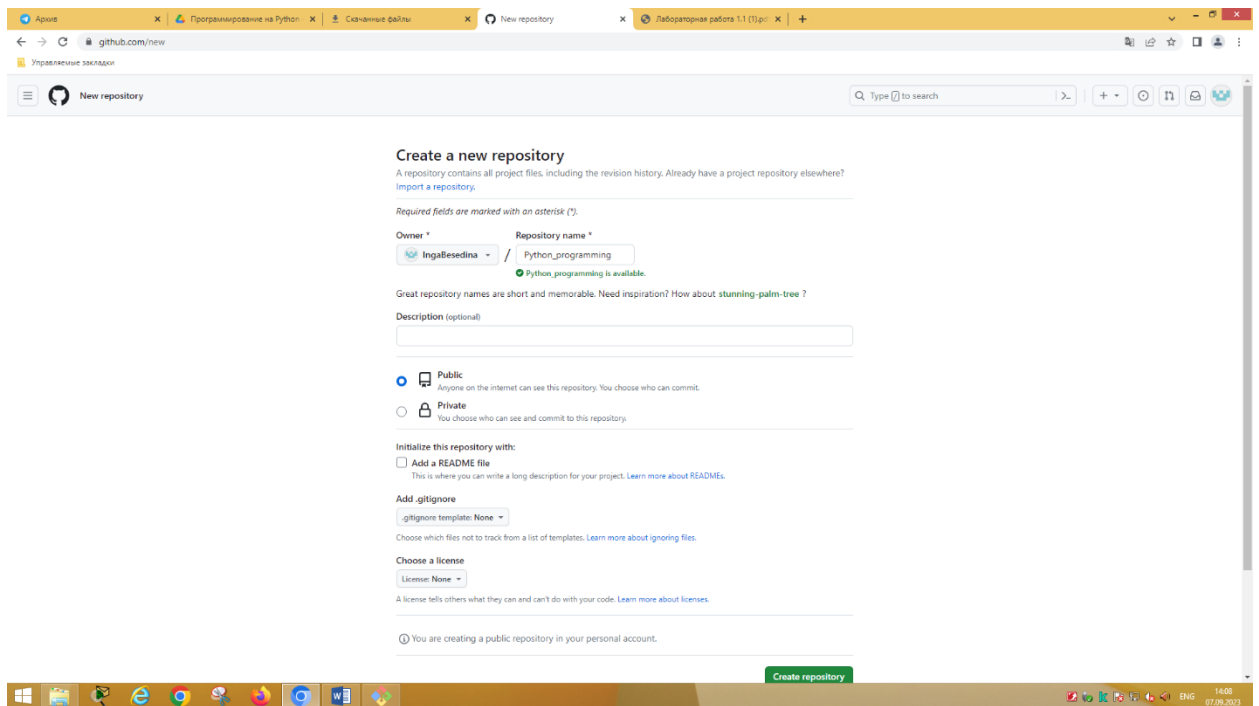 Архив
Программирование на Python -
Скачанные файлы
New repository
Лабораторная работа 1.1 (1).pd
github.com/new
Управляемые закладки
New repository
Type / to search
Create a new repository
A repository contains all project files, including the revision history. Already have a project repository elsewhere?
Import a repository.
Required fields are marked with an asterisk (*).
Owner * Repository name *
IngaBesedina / Python_programming
Python_programming is available.
Great repository names are short and memorable. Need inspiration? How about stunning-palm-tree ?
Description (optional)
Public
Anyone on the internet can see this repository. You choose who can commit.
Private
You choose who can see and commit to this repository.
Initialize this repository with:
Add a README file
This is where you can write a long description for your project. Learn more about READMEs.
Add .gitignore
.gitignore template: None
Choose which files not to track from a list of templates. Learn more about ignoring files.
Choose a license
License: None
A license tells others what they can and can't do with your code. Learn more about licenses.
You are creating a public repository in your personal account.
Create repository
ENG
14:08
07.09.2023